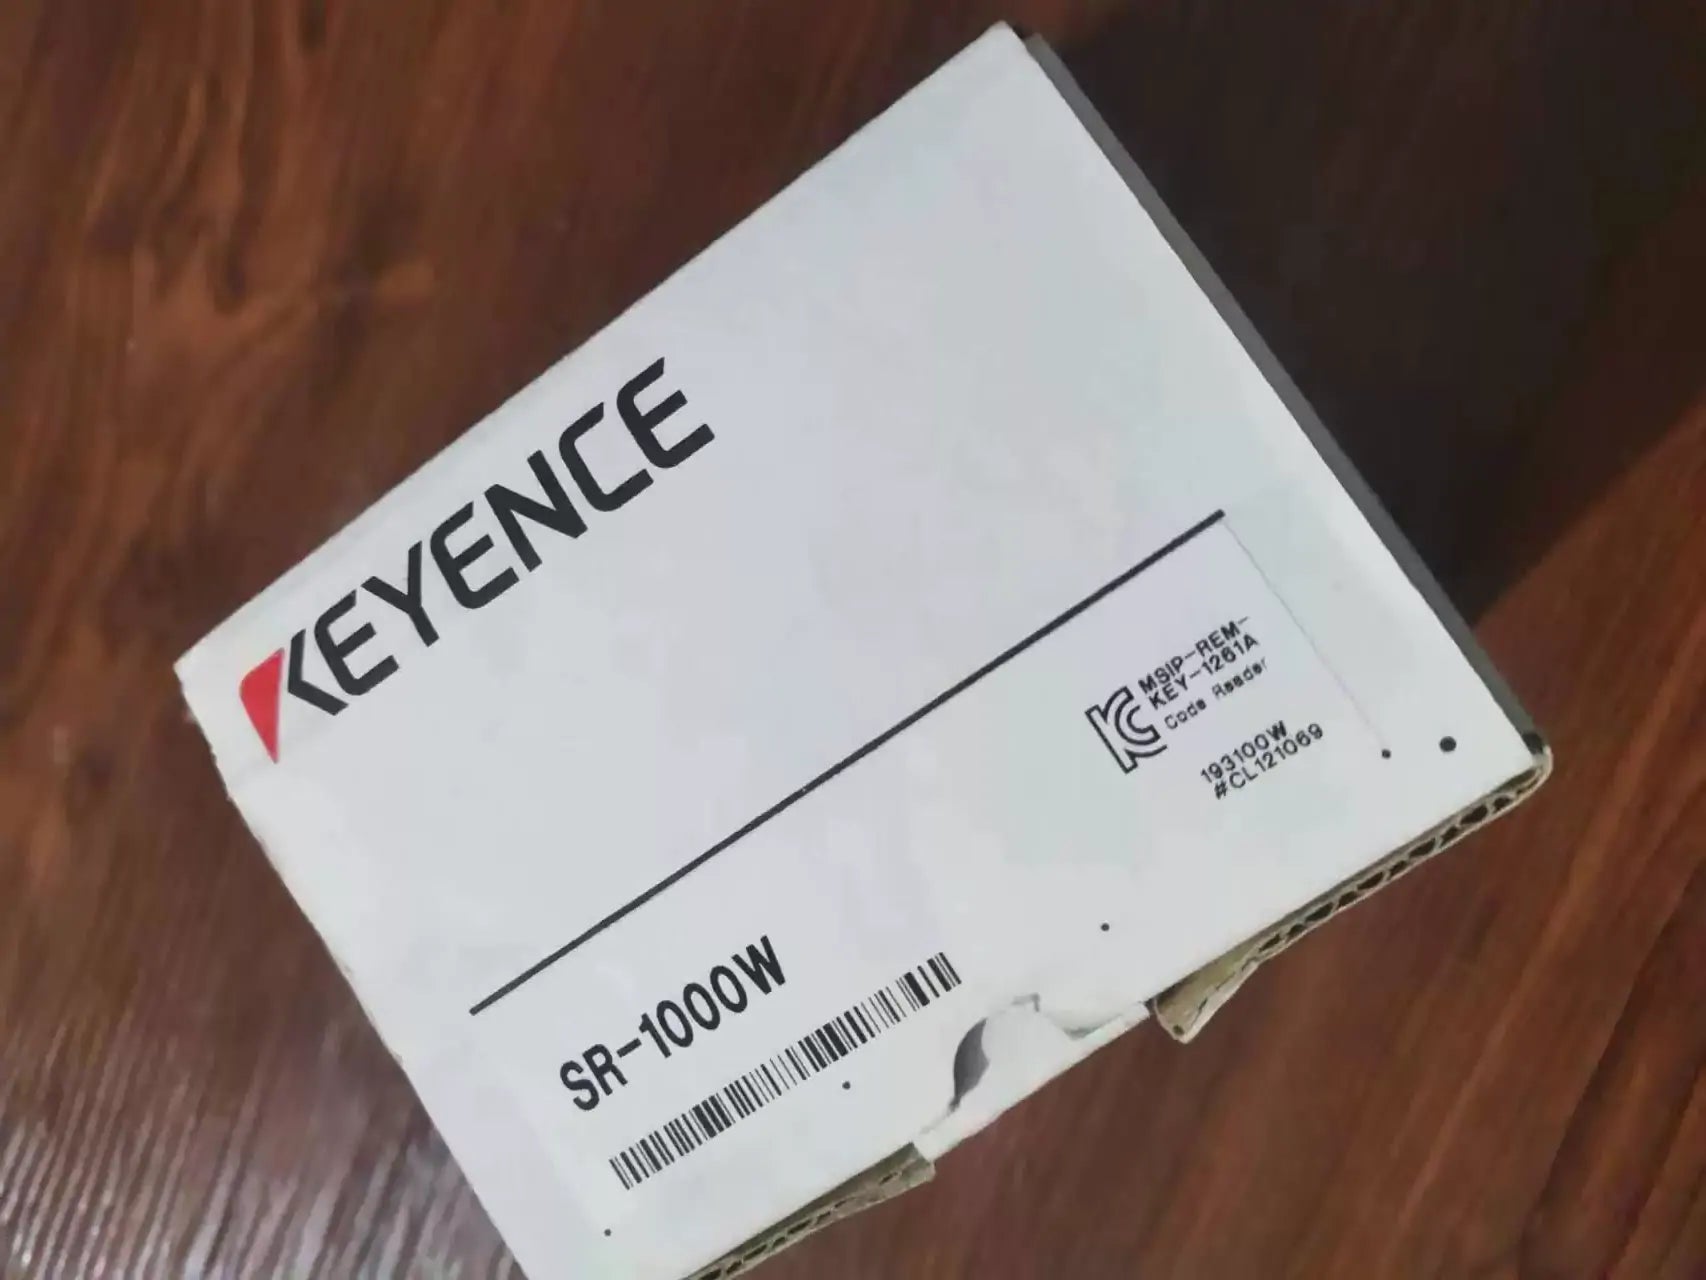 KEYENCE
MSIP-REM-
KEY-1261A
Code Reader
193100W
#CL121069
SR-1000W